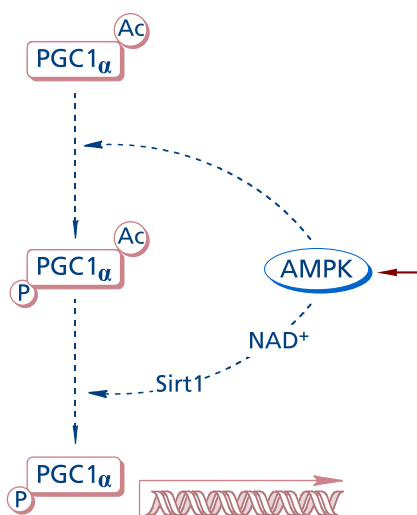 Ac
PGC1α
Ac
PGC1α
P
AMPK
NAD⁺
Sirt1
PGC1α
P